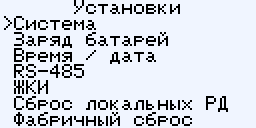 Установки
>Система
Заряд батарей
Время / дата
RS-485
ЖКИ
Сброс локальных РД
Фабричный сброс